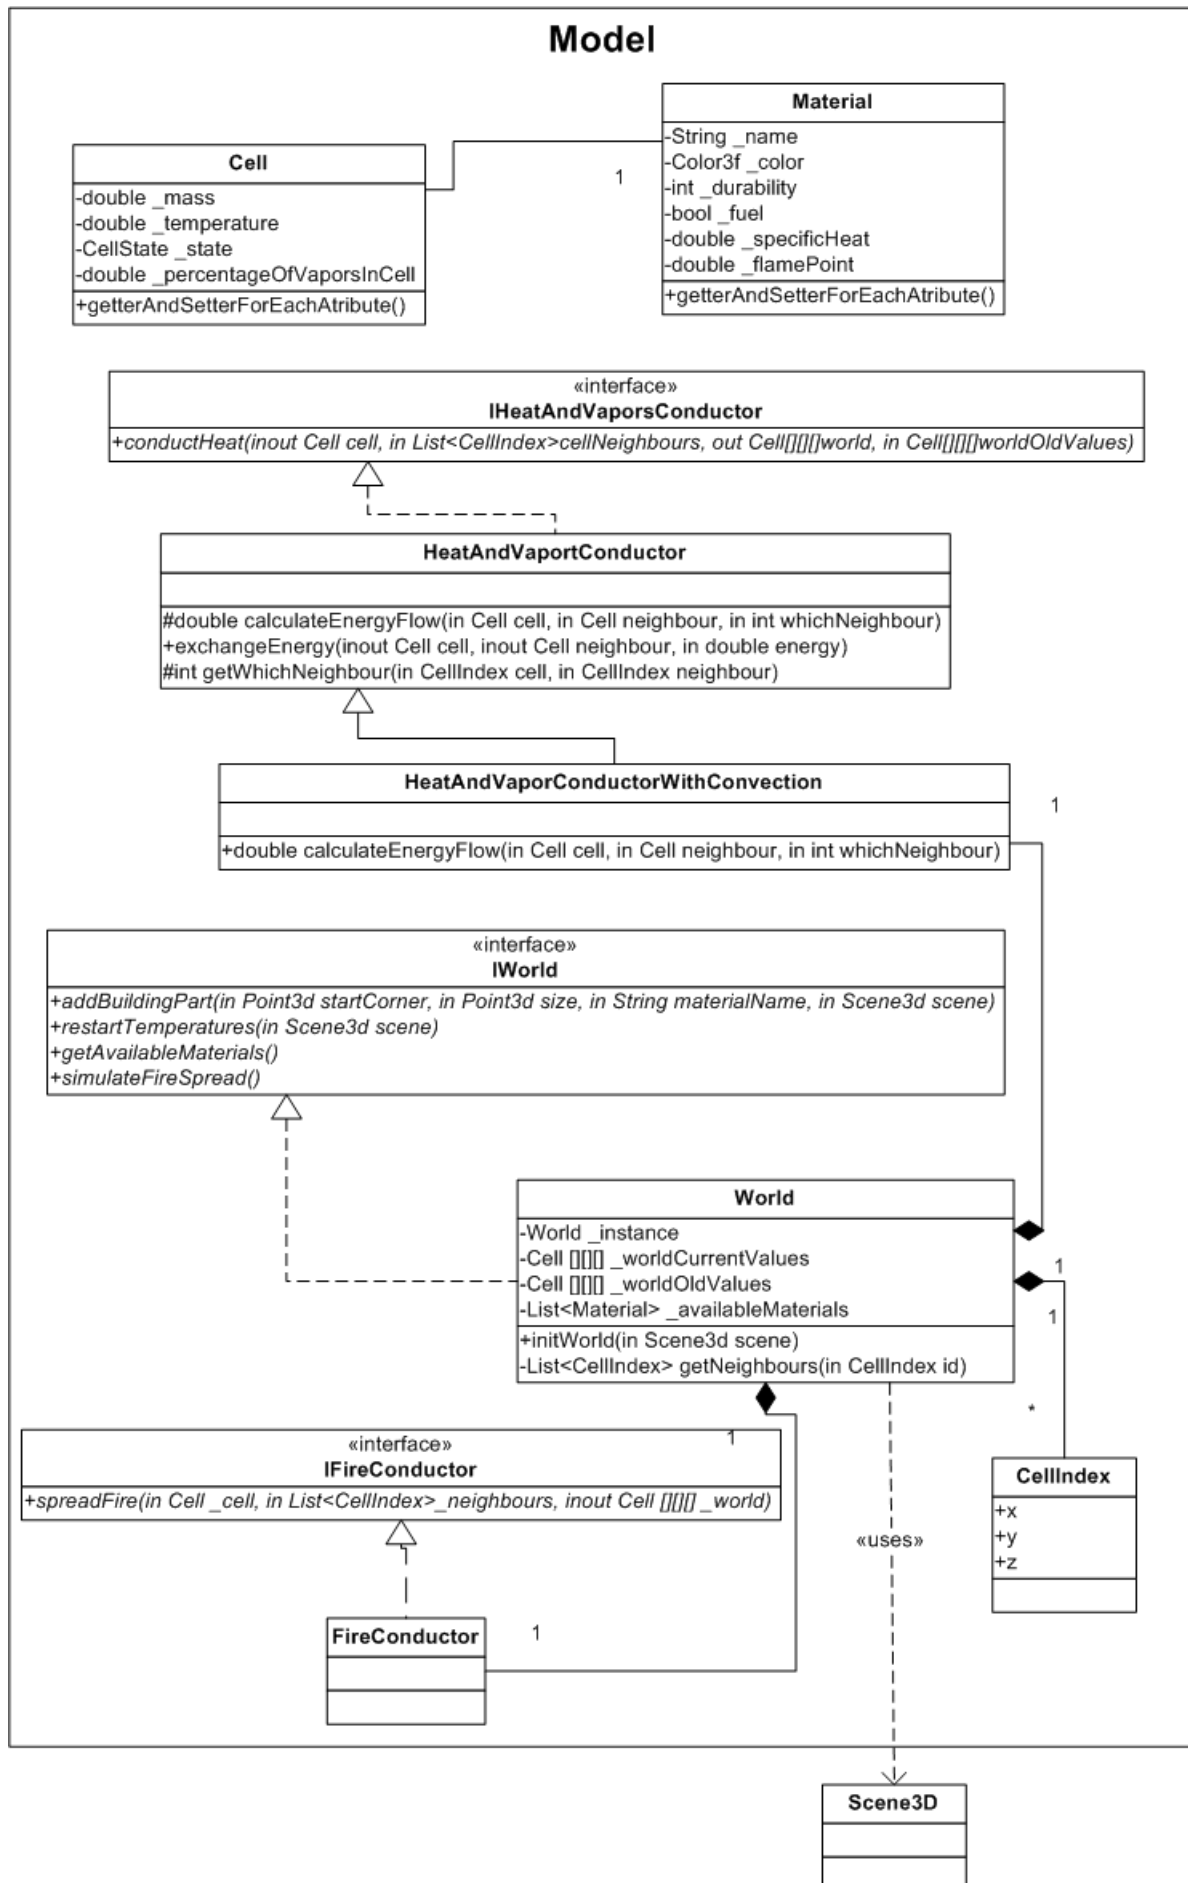 Model
Material
-String _name
-Color3f _color
-int _durability
-bool _fuel
-double _specificHeat
-double _flamePoint
+getterAndSetterForEachAtribute()
Cell
-double _mass
-double _temperature
-CellState _state
-double _percentageOfVaporsInCell
+getterAndSetterForEachAtribute()
1
«interface»
IHeatAndVaporsConductor
+conductHeat(inout Cell cell, in List<CellIndex>cellNeighbours, out Cell[][][]world, in Cell[][][]worldOldValues)
HeatAndVaportConductor
#double calculateEnergyFlow(in Cell cell, in Cell neighbour, in int whichNeighbour)
+exchangeEnergy(inout Cell cell, inout Cell neighbour, in double energy)
#int getWhichNeighbour(in CellIndex cell, in CellIndex neighbour)
HeatAndVaporConductorWithConvection
+double calculateEnergyFlow(in Cell cell, in Cell neighbour, in int whichNeighbour)
1
«interface»
IWorld
+addBuildingPart(in Point3d startCorner, in Point3d size, in String materialName, in Scene3d scene)
+restartTemperatures(in Scene3d scene)
+getAvailableMaterials()
+simulateFireSpread()
World
-World _instance
-Cell [][][] _worldCurrentValues
-Cell [][][] _worldOldValues
-List<Material> _availableMaterials
+initWorld(in Scene3d scene)
-List<CellIndex> getNeighbours(in CellIndex id)
1
1
*
1
«interface»
IFireConductor
+spreadFire(in Cell _cell, in List<CellIndex>_neighbours, inout Cell [][][] _world)
CellIndex
+x
+y
+z
«uses»
FireConductor
1
Scene3D